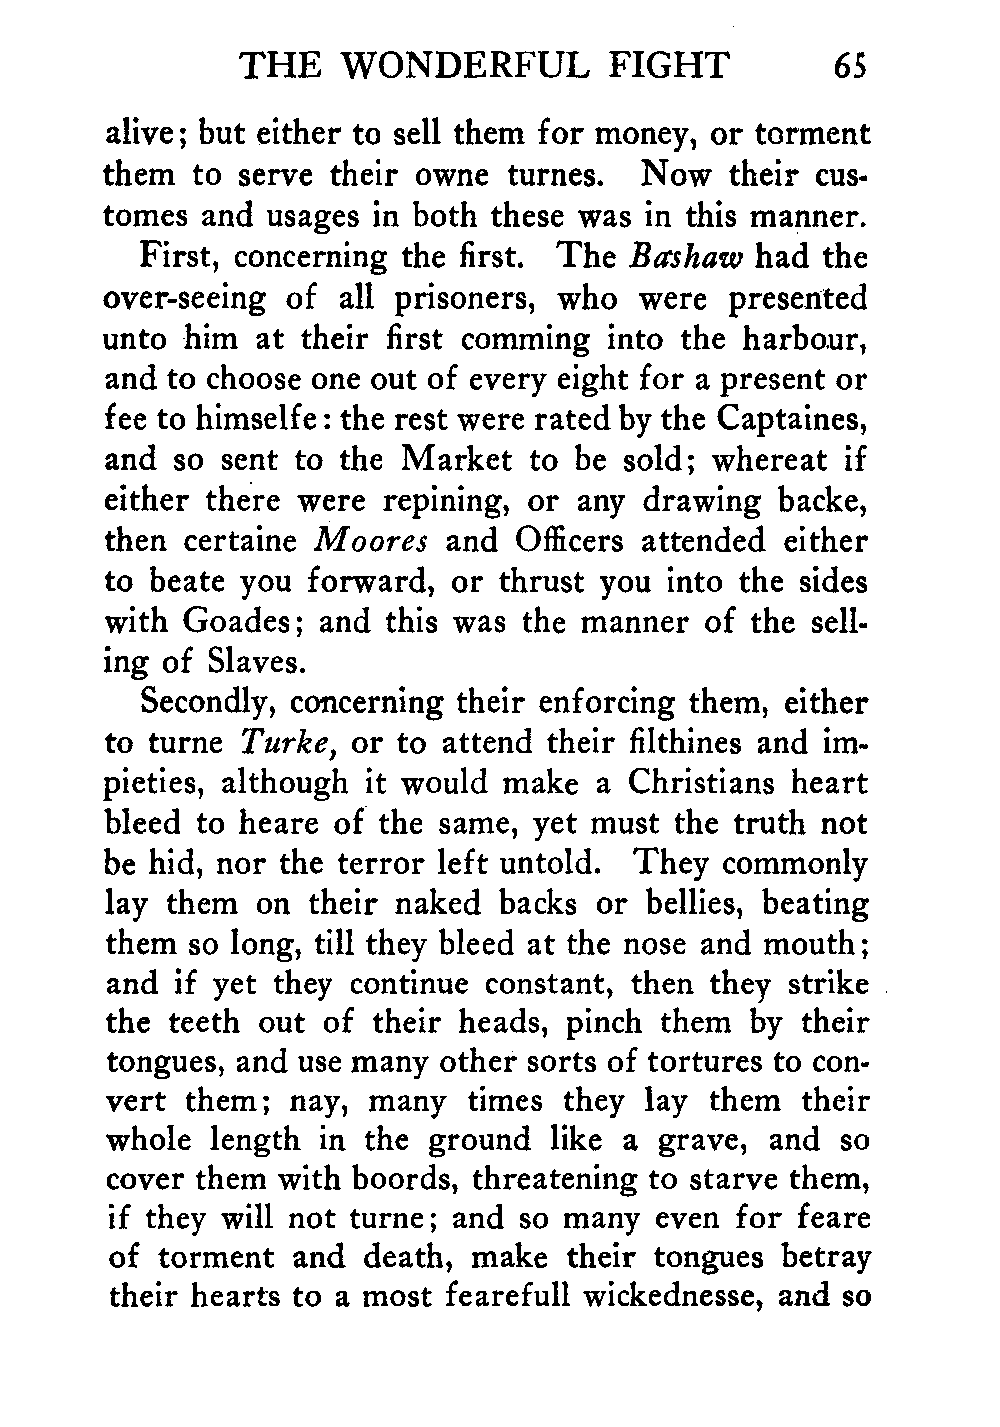 THE WONDERFUL FIGHT 65
alive; but either to sell them for money, or torment
them to serve their owne turnes. Now their cus-
tomes and usages in both these was in this manner.
First, concerning the first. The Bashaw had the
over-seeing of all prisoners, who were presented
unto him at their first comming into the harbour,
and to choose one out of every eight for a present or
fee to himselfe: the rest were rated by the Captaines,
and so sent to the Market to be sold; whereat if
either there were repining, or any drawing backe,
then certaine Moores and Officers attended either
to beate you forward, or thrust you into the sides
with Goades; and this was the manner of the sell-
ing of Slaves.
Secondly, concerning their enforcing them, either
to turne Turke, or to attend their filthines and im-
pieties, although it would make a Christians heart
bleed to heare of the same, yet must the truth not
be hid, nor the terror left untold. They commonly
lay them on their naked backs or bellies, beating
them so long, till they bleed at the nose and mouth;
and if yet they continue constant, then they strike
the teeth out of their heads, pinch them by their
tongues, and use many other sorts of tortures to con-
vert them; nay, many times they lay them their
whole length in the ground like a grave, and so
cover them with boords, threatening to starve them,
if they will not turne; and so many even for feare
of torment and death, make their tongues betray
their hearts to a most fearefull wickednesse, and so